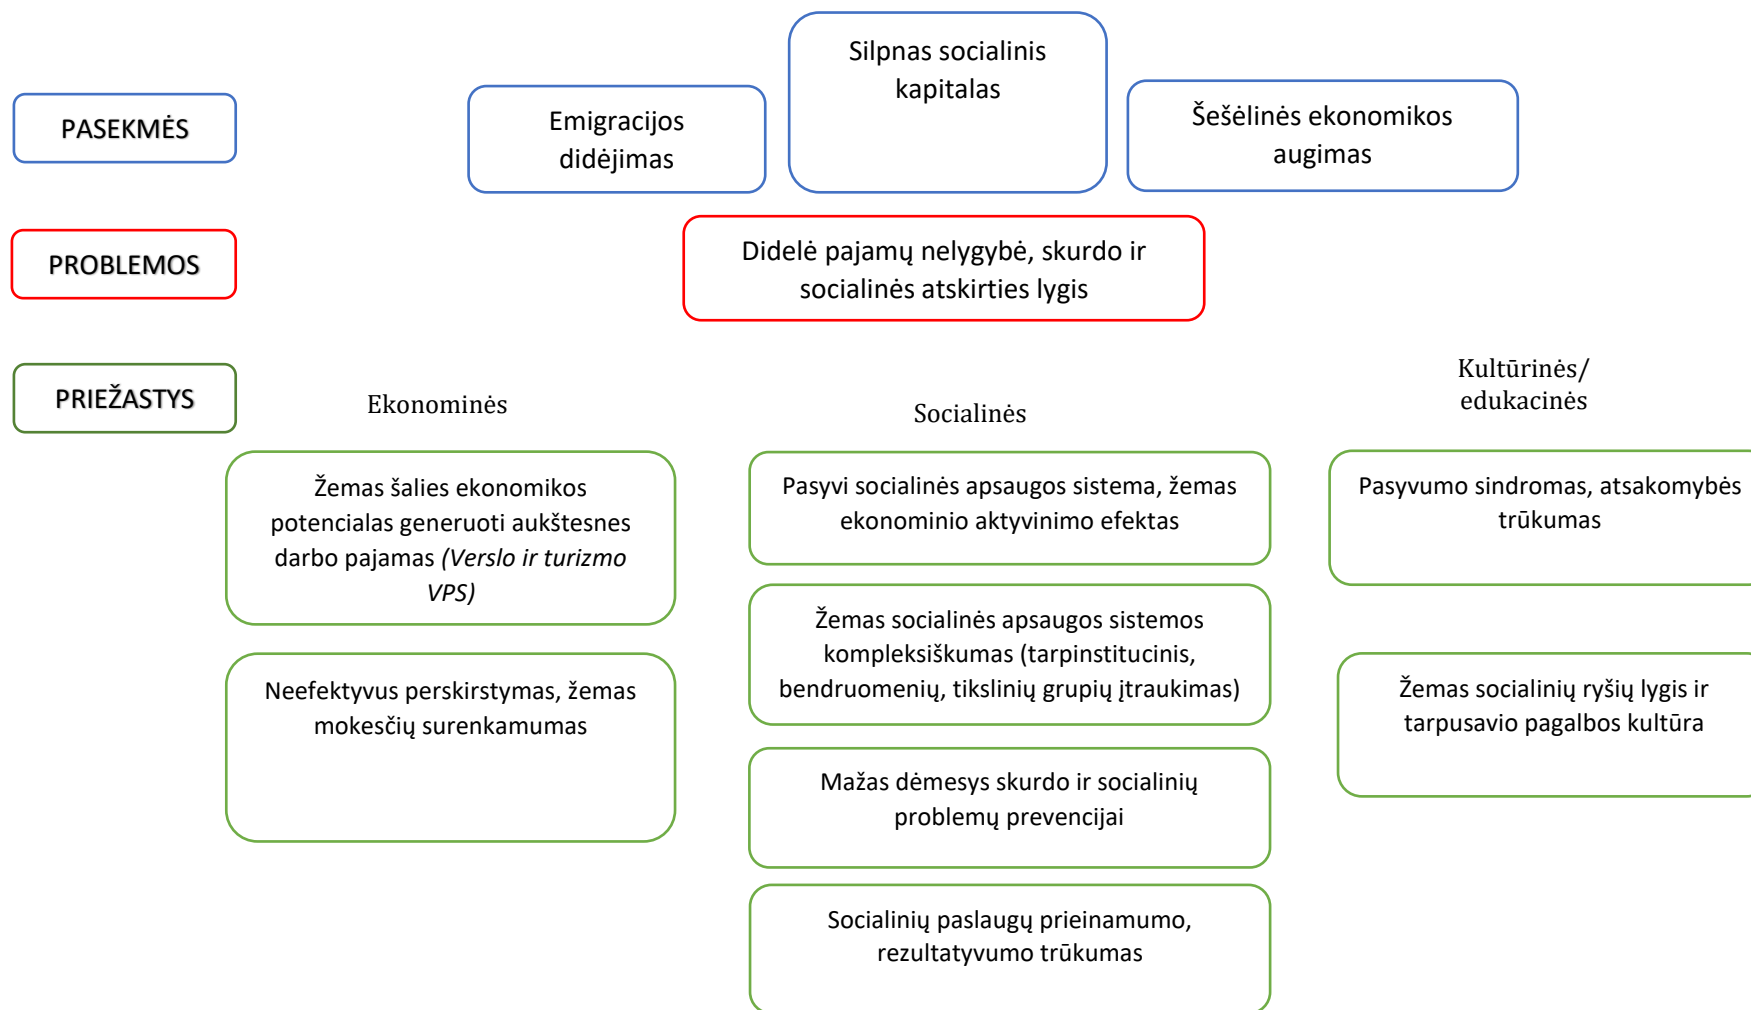 PASEKMĖS
Emigracijos
didėjimas
Silpnas socialinis
kapitalas
Šešėlinės ekonomikos
augimas
PROBLEMOS
Didelė pajamų nelygybė, skurdo ir
socialinės atskirties lygis
PRIEŽASTYS
Ekonominės
Žemas šalies ekonomikos
potencialas generuoti aukštesnes
darbo pajamas (Verslo ir turizmo
VPS)
Neefektyvus perskirstymas, žemas
mokesčių surenkamumas
Socialinės
Pasyvi socialinės apsaugos sistema, žemas
ekonominio aktyvinimo efektas
Žemas socialinės apsaugos sistemos
kompleksiškumas (tarpinstitucinis,
bendruomenių, tikslinių grupių įtraukimas)
Mažas dėmesys skurdo ir socialinių
problemų prevencijai
Socialinių paslaugų prieinamumo,
rezultatyvumo trūkumas
Kultūrinės/
edukacinės
Pasyvumo sindromas, atsakomybės
trūkumas
Žemas socialinių ryšių lygis ir
tarpusavio pagalbos kultūra